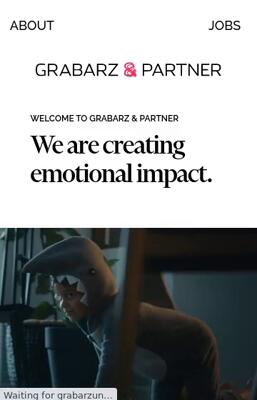 ABOUT JOBS
GRABARZ & PARTNER
WELCOME TO GRABARZ & PARTNER
We are creating
emotional impact.
Waiting for grabarzun...